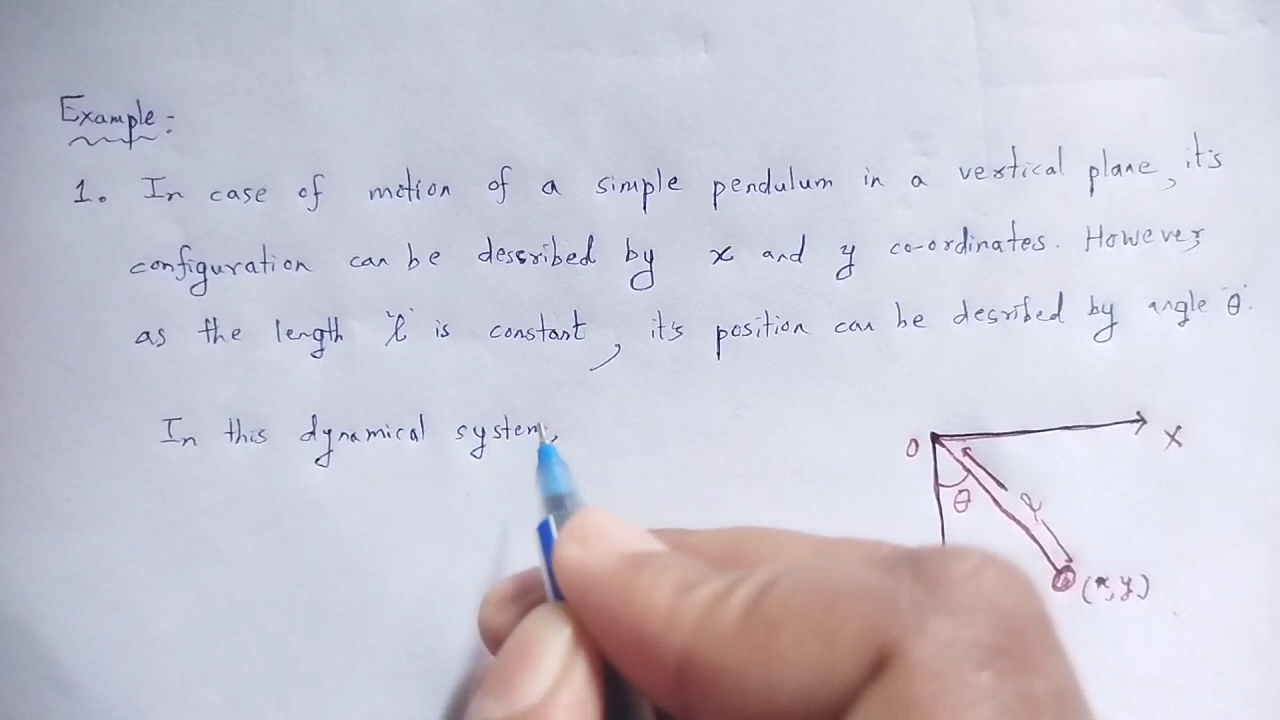 Example :-
1. In case of motion of a simple pendulum in a vertical plane, it's
configuration can be described by x and y co-ordinates. However
as the length 'l' is constant, it's position can be desribed by angle 'θ'.
In this dynamical system,
O
X
θ
l
(x, y)